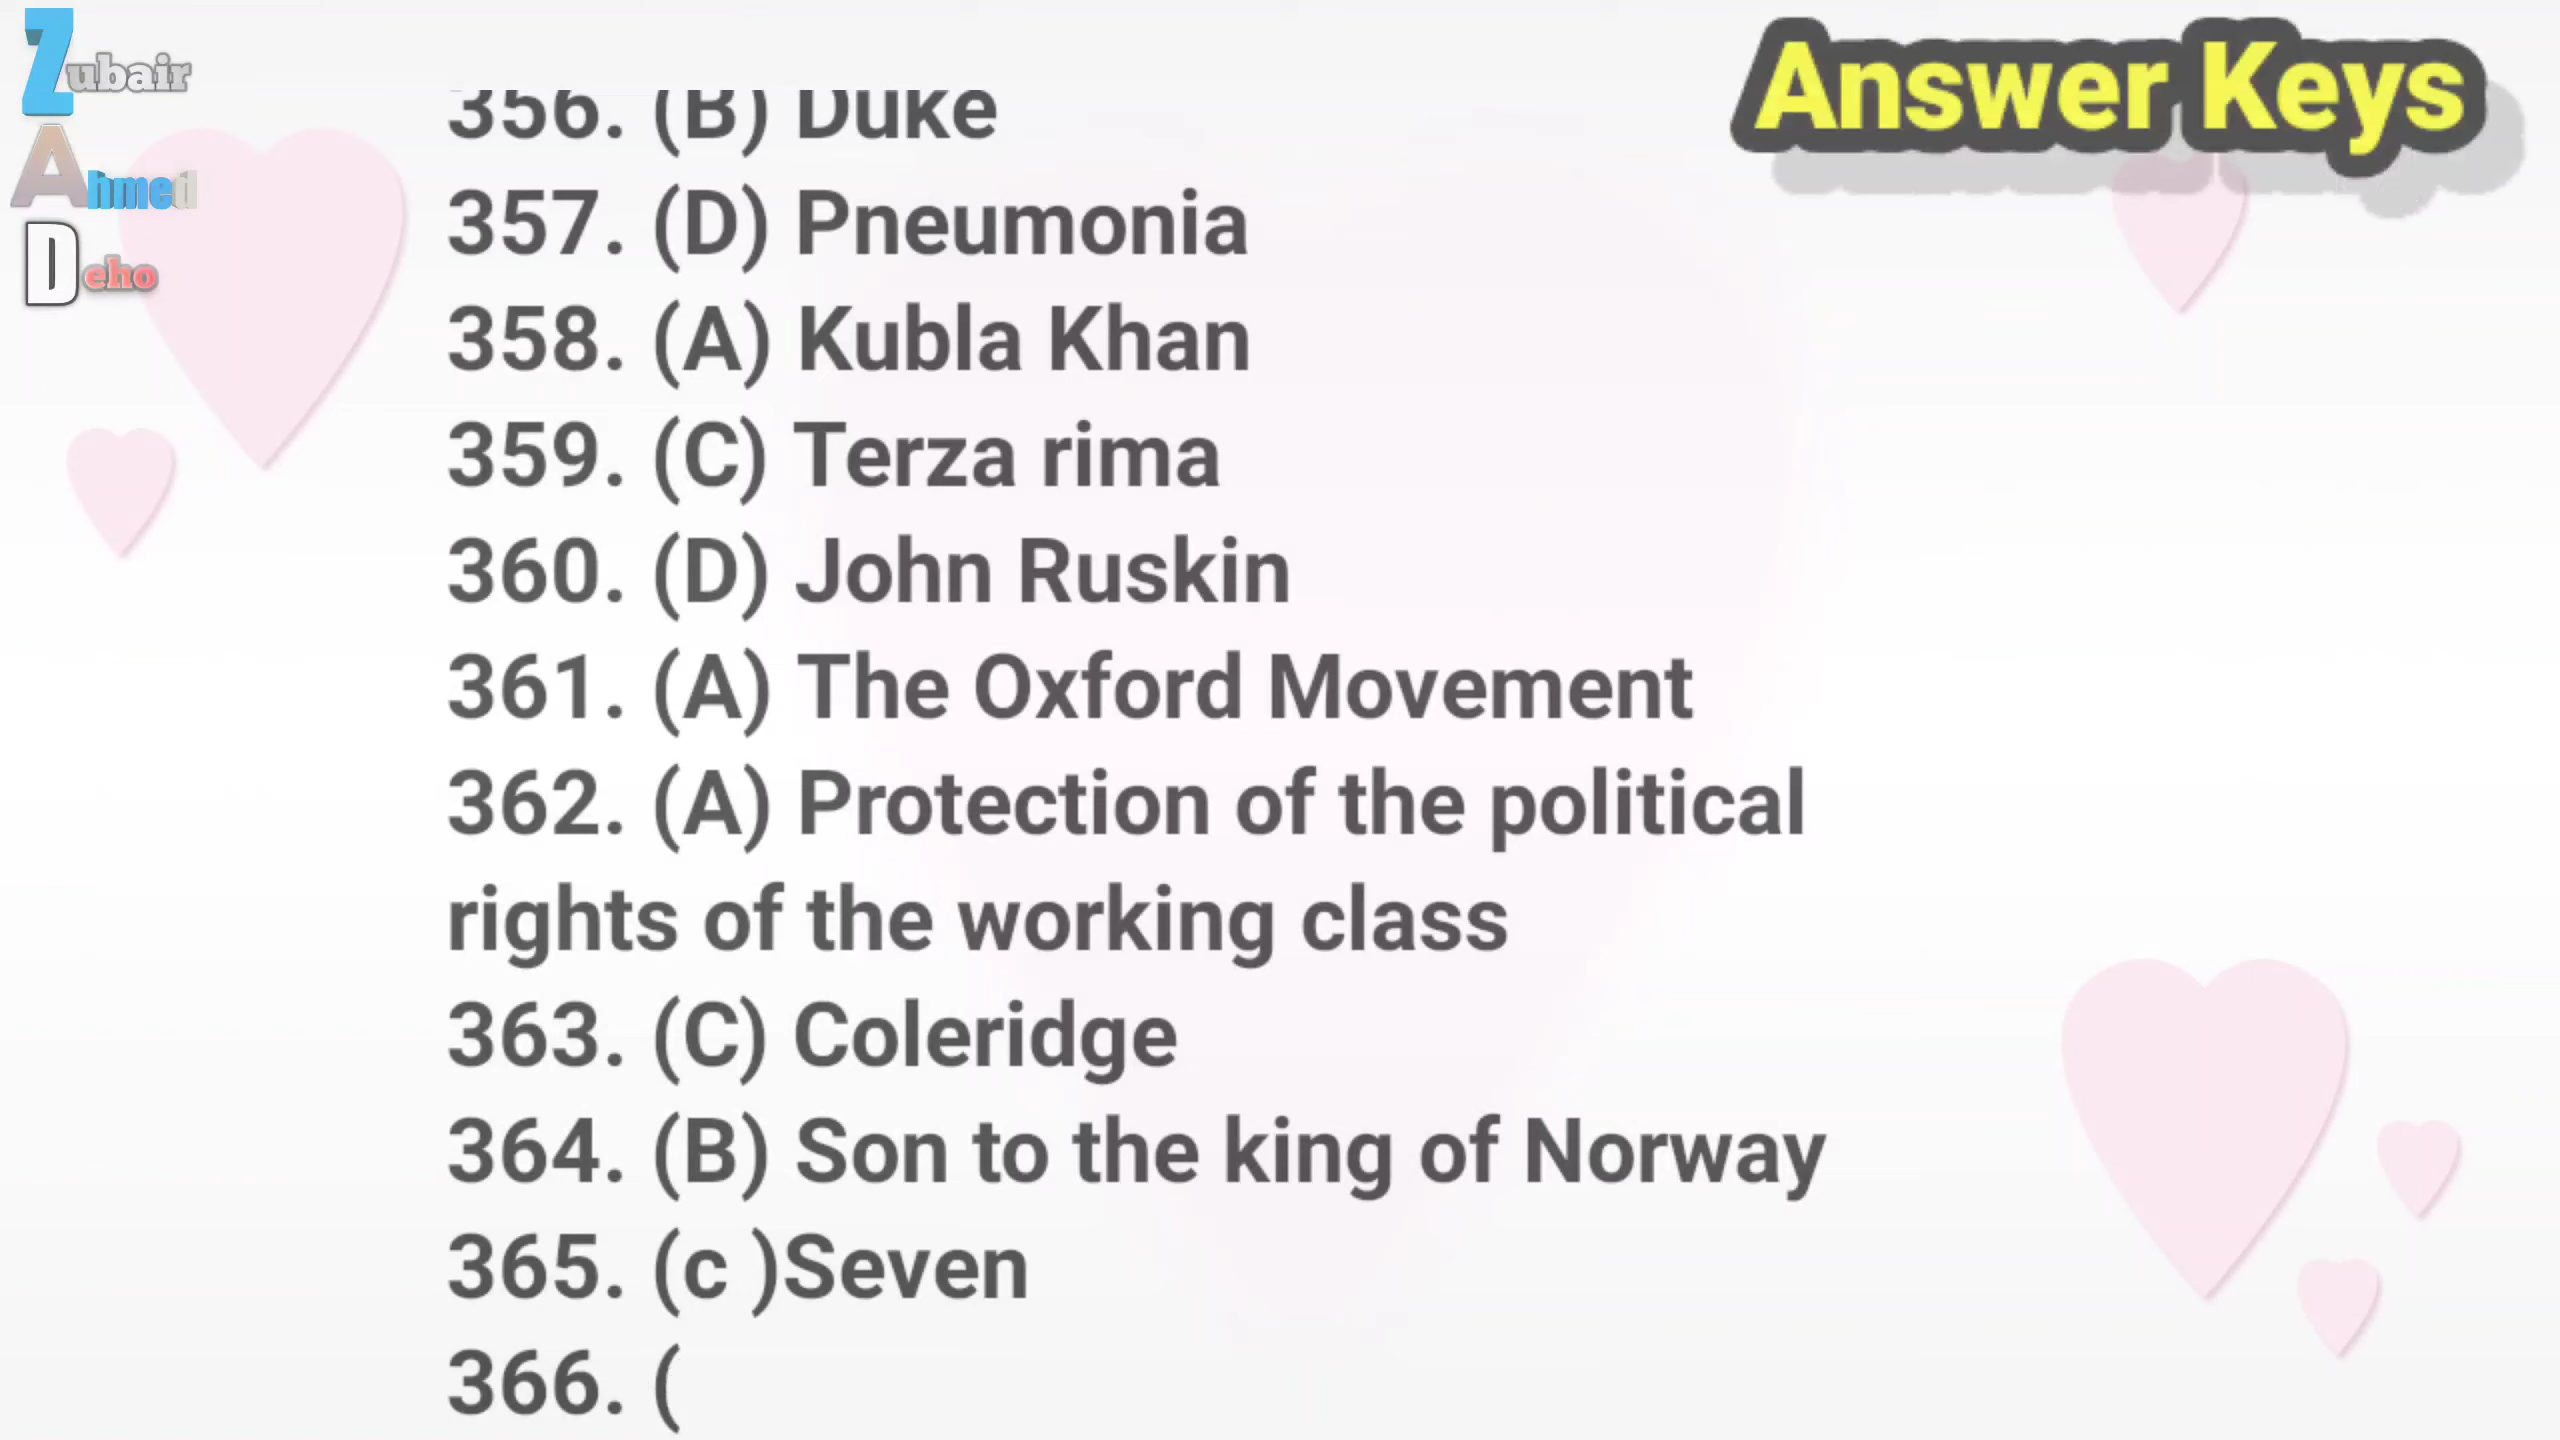 Zubair
Ahmed
Deho
Answer Keys
356. (B) Duke
357. (D) Pneumonia
358. (A) Kubla Khan
359. (C) Terza rima
360. (D) John Ruskin
361. (A) The Oxford Movement
362. (A) Protection of the political
rights of the working class
363. (C) Coleridge
364. (B) Son to the king of Norway
365. (c )Seven
366. (